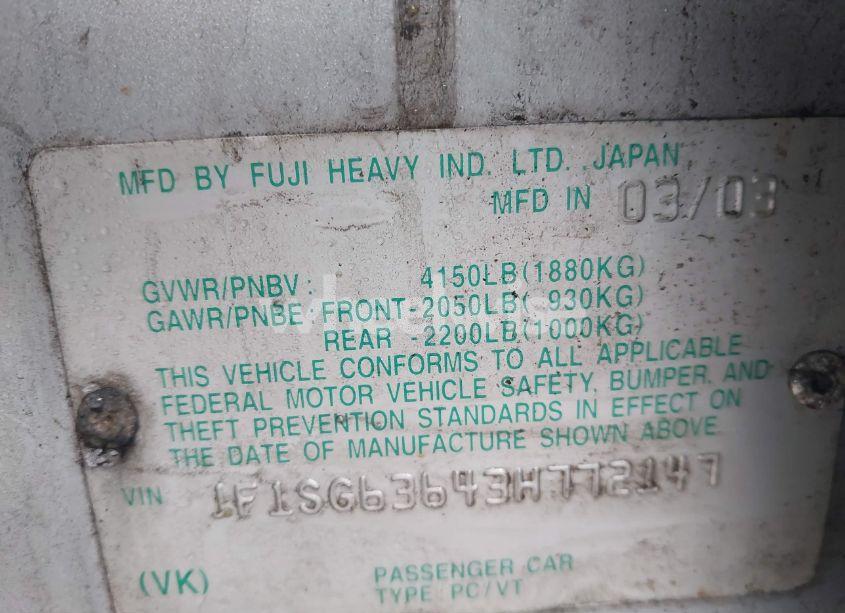 MFD BY FUJI HEAVY IND. LTD. JAPAN
MFD IN 03/03
GVWR/PNBV: 4150LB(1880KG)
GAWR/PNBE: FRONT-2050LB( 930KG)
REAR -2200LB(1000KG)
THIS VEHICLE CONFORMS TO ALL APPLICABLE
FEDERAL MOTOR VEHICLE SAFETY, BUMPER, AND
THEFT PREVENTION STANDARDS IN EFFECT ON
THE DATE OF MANUFACTURE SHOWN ABOVE.
VIN JF1SG63643H772147
(VK) PASSENGER CAR
TYPE PC/VT